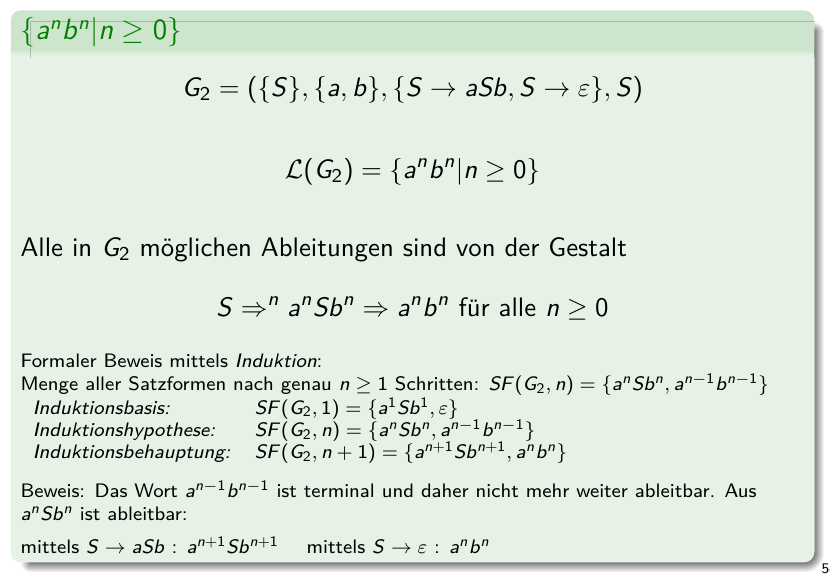 {aⁿbⁿ|n ≥ 0}
G₂ = ({S}, {a, b}, {S → aSb, S → ε}, S)
ℒ(G₂) = {aⁿbⁿ|n ≥ 0}
Alle in G₂ möglichen Ableitungen sind von der Gestalt
S ⇒ⁿ aⁿSbⁿ ⇒ aⁿbⁿ für alle n ≥ 0
Formaler Beweis mittels Induktion:
Menge aller Satzformen nach genau n ≥ 1 Schritten: SF(G₂, n) = {aⁿSbⁿ, aⁿ⁻¹bⁿ⁻¹}
Induktionsbasis: SF(G₂, 1) = {a¹Sb¹, ε}
Induktionshypothese: SF(G₂, n) = {aⁿSbⁿ, aⁿ⁻¹bⁿ⁻¹}
Induktionsbehauptung: SF(G₂, n + 1) = {aⁿ⁺¹Sbⁿ⁺¹, aⁿbⁿ}
Beweis: Das Wort aⁿ⁻¹bⁿ⁻¹ ist terminal und daher nicht mehr weiter ableitbar. Aus
aⁿSbⁿ ist ableitbar:
mittels S → aSb : aⁿ⁺¹Sbⁿ⁺¹ mittels S → ε : aⁿbⁿ
5